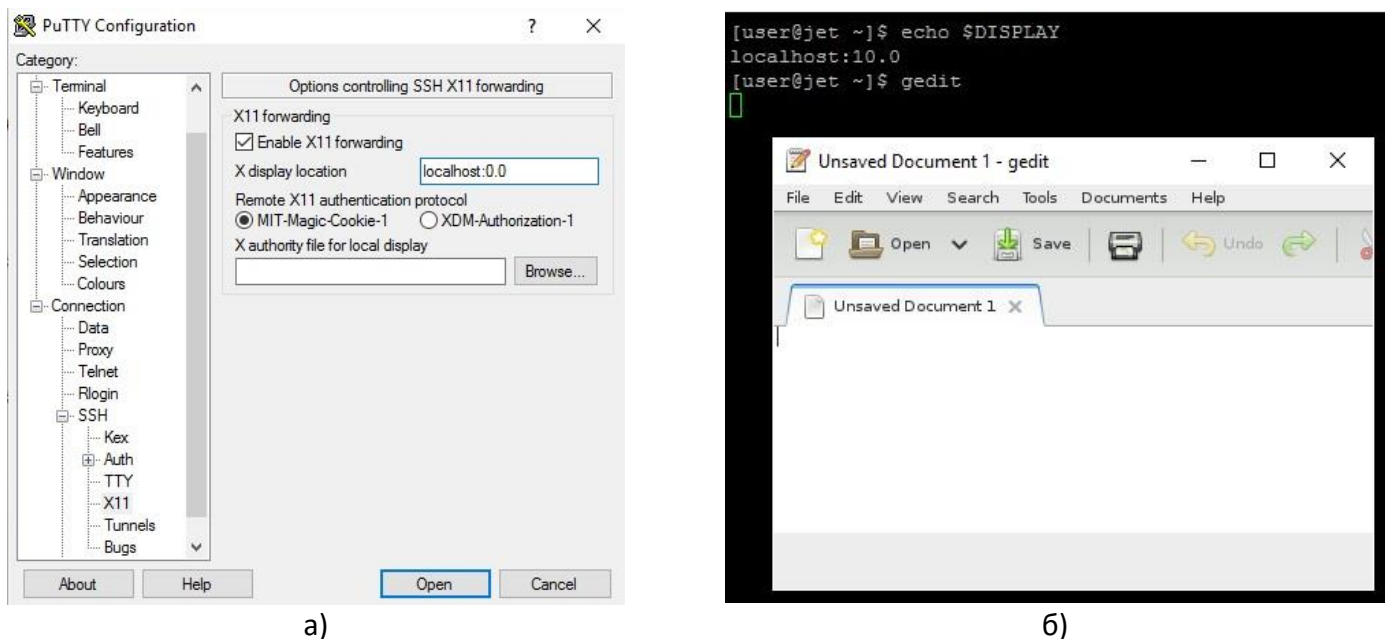 PuTTY Configuration
Category:
Terminal
Keyboard
Bell
Features
Window
Appearance
Behaviour
Translation
Selection
Colours
Connection
Data
Proxy
Telnet
Rlogin
SSH
Kex
Auth
TTY
X11
Tunnels
Bugs
Options controlling SSH X11 forwarding
X11 forwarding
Enable X11 forwarding
X display location localhost:0.0
Remote X11 authentication protocol
MIT-Magic-Cookie-1 XDM-Authorization-1
X authority file for local display
Browse...
About Help Open Cancel
а)
[user@jet ~]$ echo $DISPLAY
localhost:10.0
[user@jet ~]$ gedit
Unsaved Document 1 - gedit
File Edit View Search Tools Documents Help
Open Save Undo
Unsaved Document 1
б)